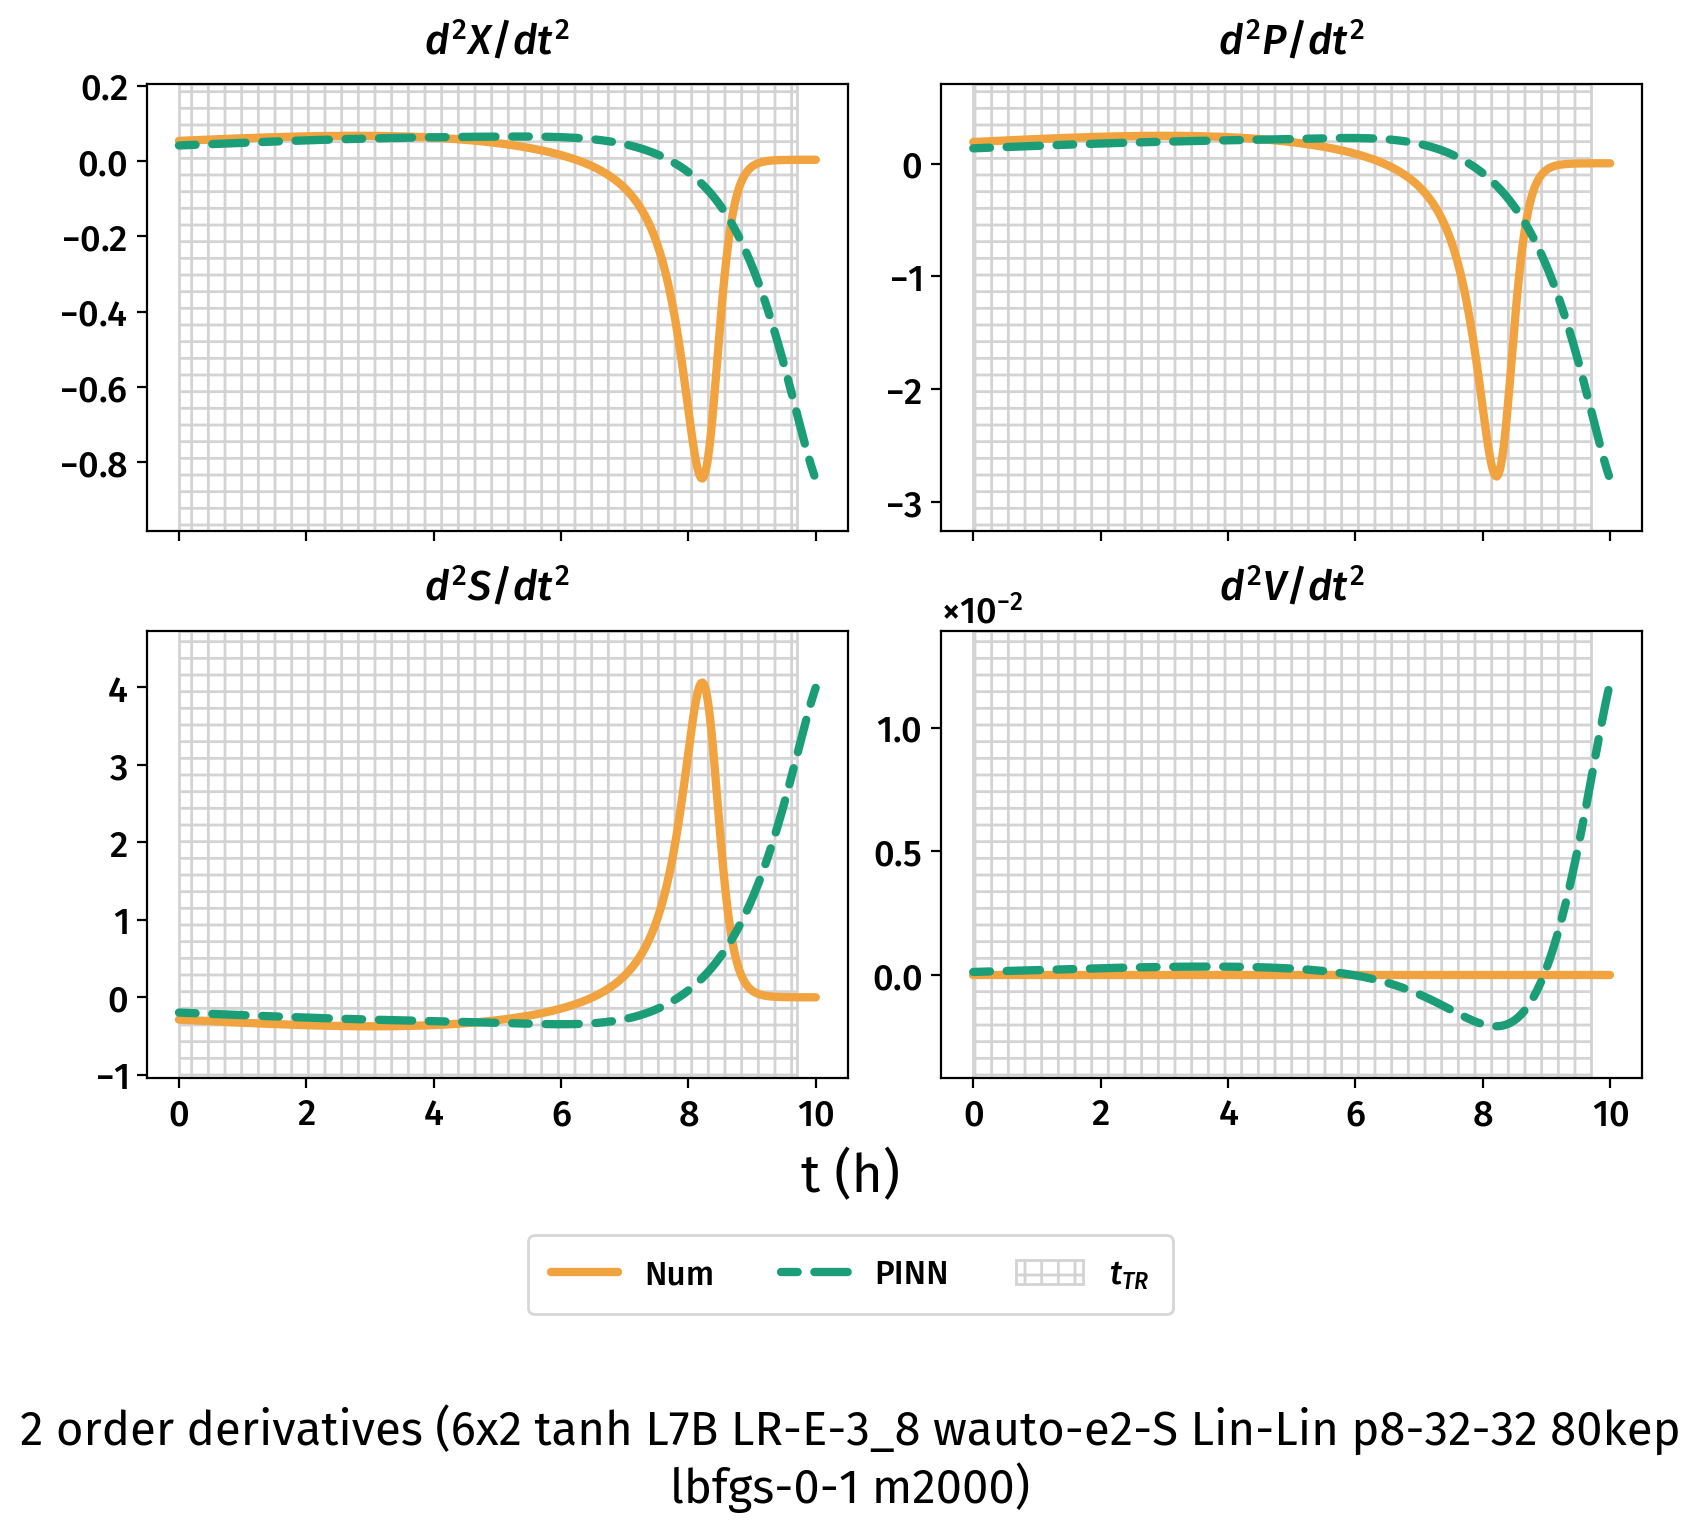 d²X/dt²
d²P/dt²
0.2
0.0
−0.2
−0.4
−0.6
−0.8
0
−1
−2
−3
d²S/dt²
d²V/dt²
×10⁻²
4
3
2
1
0
−1
1.0
0.5
0.0
0 2 4 6 8 10
0 2 4 6 8 10
t (h)
Num PINN t_TR
2 order derivatives (6x2 tanh L7B LR-E-3_8 wauto-e2-S Lin-Lin p8-32-32 80kep
lbfgs-0-1 m2000)